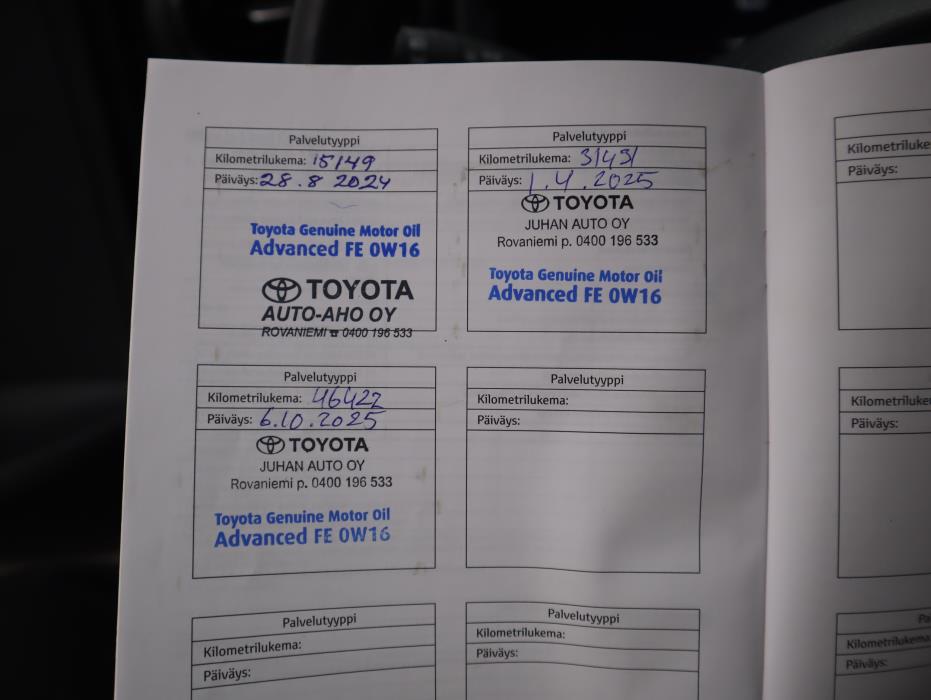 Palvelutyyppi
Kilometrilukema: 15149
Päiväys: 28.8 2024
Toyota Genuine Motor Oil
Advanced FE 0W16
TOYOTA
AUTO-AHO OY
ROVANIEMI ☎ 0400 196 533
Palvelutyyppi
Kilometrilukema: 31431
Päiväys: 1.4.2025
TOYOTA
JUHAN AUTO OY
Rovaniemi p. 0400 196 533
Toyota Genuine Motor Oil
Advanced FE 0W16
Kilometriluke
Päiväys:
Palvelutyyppi
Kilometrilukema: 46422
Päiväys: 6.10.2025
TOYOTA
JUHAN AUTO OY
Rovaniemi p. 0400 196 533
Toyota Genuine Motor Oil
Advanced FE 0W16
Palvelutyyppi
Kilometrilukema:
Päiväys:
Kilometriluke
Päiväys:
Palvelutyyppi
Kilometrilukema:
Päiväys:
Palvelutyyppi
Kilometrilukema:
Päiväys:
Pa
Kilometrilukema
Päiväys: